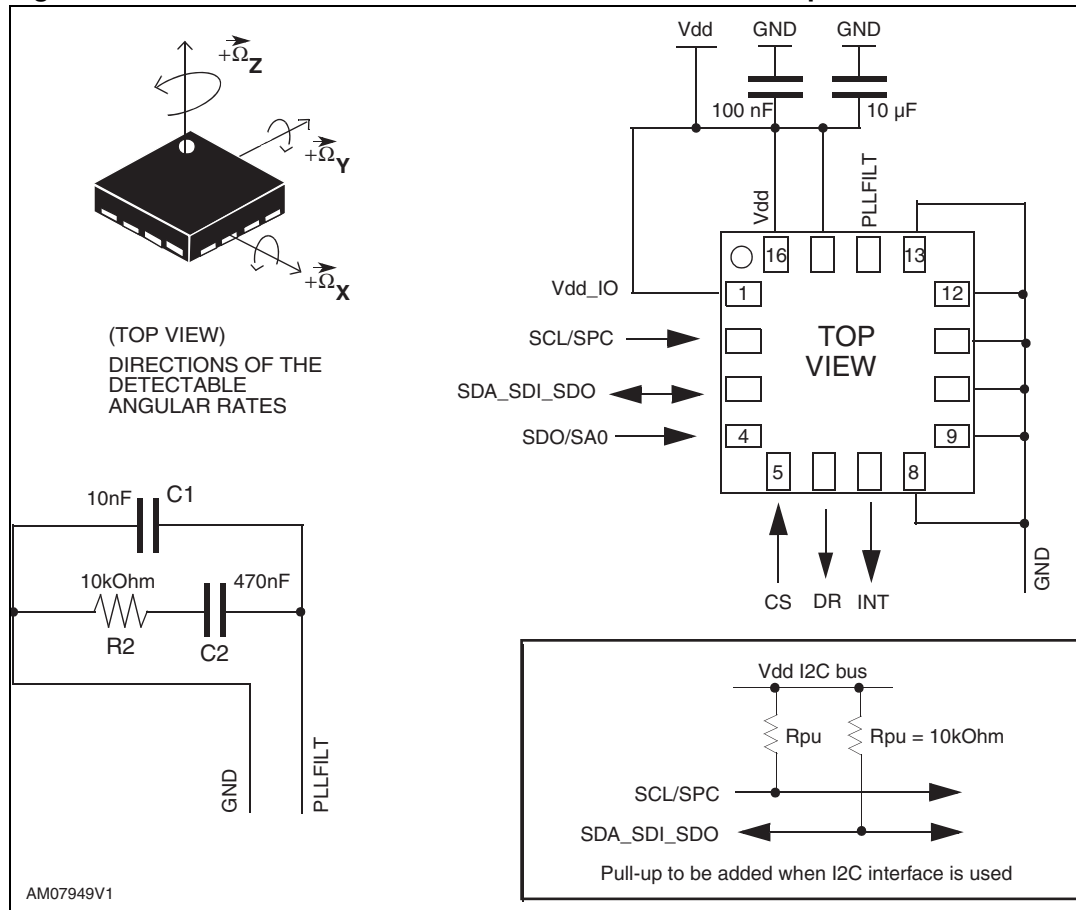 +Ω Z
+Ω Y
+Ω X
(TOP VIEW)
DIRECTIONS OF THE
DETECTABLE
ANGULAR RATES
Vdd
GND
GND
100 nF
10 µF
Vdd
PLLFILT
16
13
Vdd_IO
1
12
SCL/SPC
TOP
VIEW
SDA_SDI_SDO
SDO/SA0
4
9
5
8
CS
DR
INT
GND
10nF
C1
10kOhm
470nF
R2
C2
GND
PLLFILT
Vdd I2C bus
Rpu
Rpu = 10kOhm
SCL/SPC
SDA_SDI_SDO
Pull-up to be added when I2C interface is used
AM07949V1